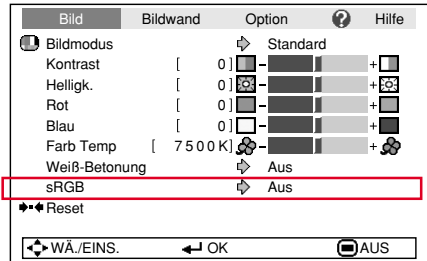 Bild Bildwand Option ? Hilfe
Bildmodus Standard
Kontrast [ 0] - +
Helligk. [ 0] - +
Rot [ 0] - +
Blau [ 0] - +
Farb Temp [ 7500K] - +
Weiß-Betonung Aus
sRGB Aus
Reset
WÄ./EINS. OK AUS